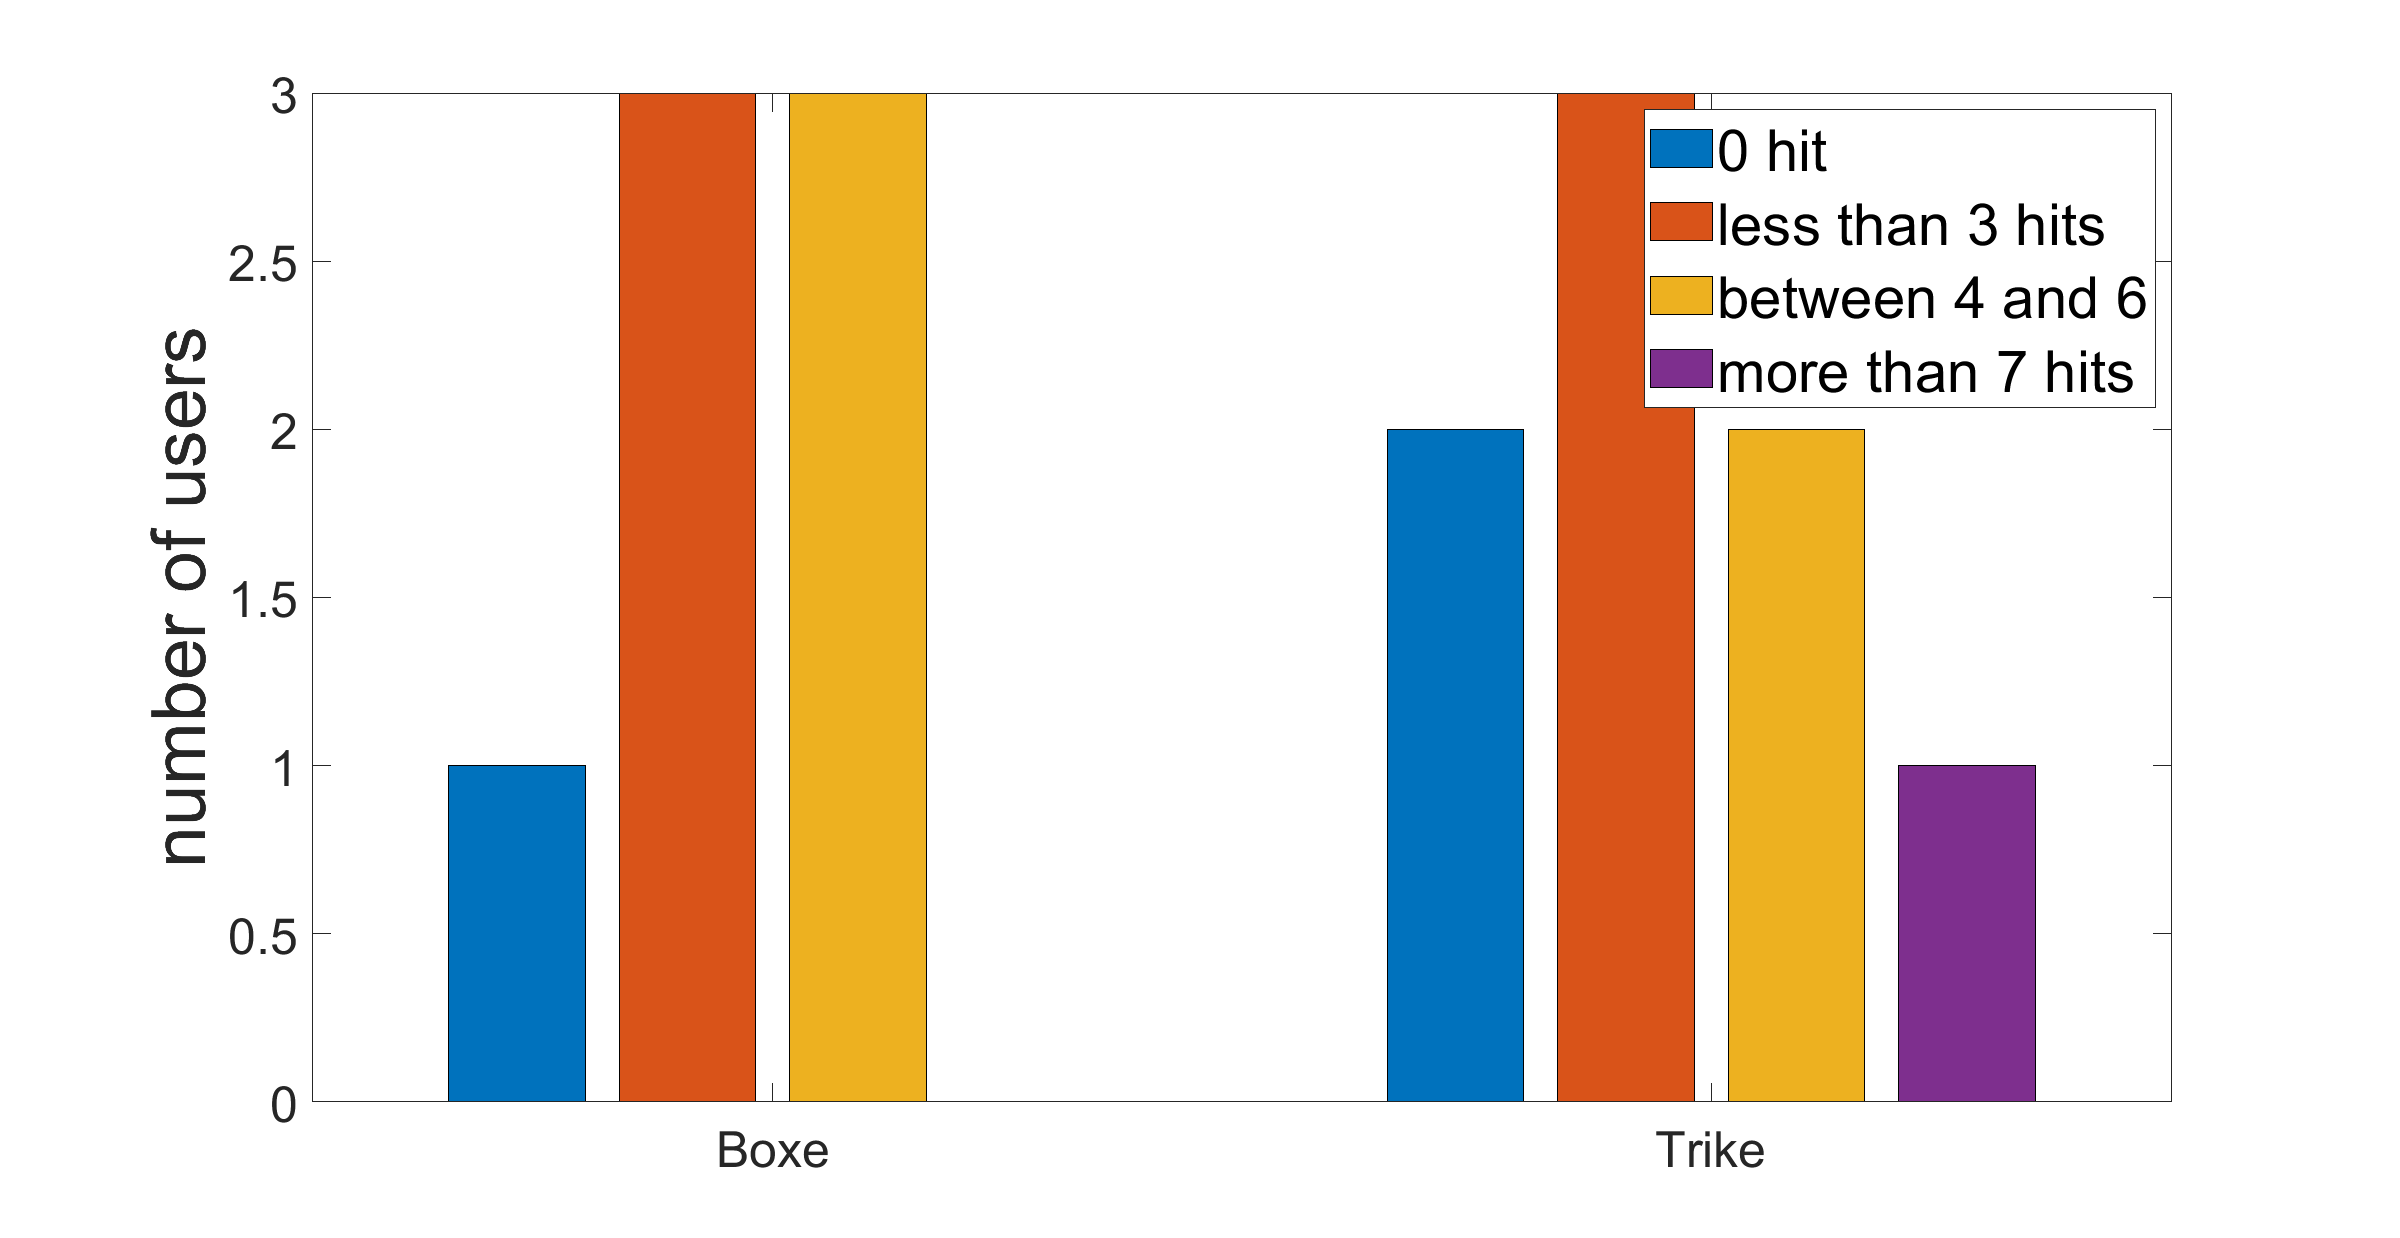 number of users
3
2.5
2
1.5
1
0.5
0
0 hit
less than 3 hits
between 4 and 6
more than 7 hits
Boxe
Trike